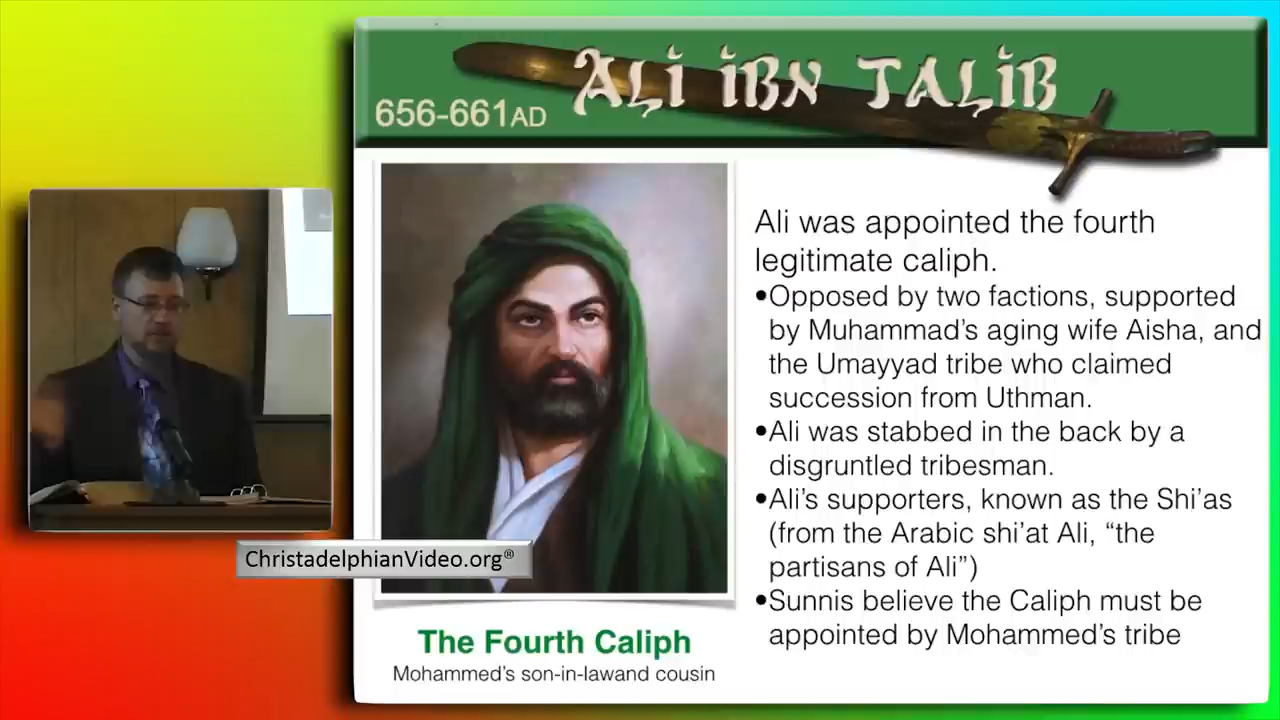 ALi iBN TALiB
656-661AD
Ali was appointed the fourth
legitimate caliph.
•Opposed by two factions, supported
by Muhammad's aging wife Aisha, and
the Umayyad tribe who claimed
succession from Uthman.
•Ali was stabbed in the back by a
disgruntled tribesman.
•Ali's supporters, known as the Shi'as
(from the Arabic shi'at Ali, “the
partisans of Ali”)
•Sunnis believe the Caliph must be
appointed by Mohammed's tribe
ChristadelphianVideo.org®
The Fourth Caliph
Mohammed's son-in-lawand cousin